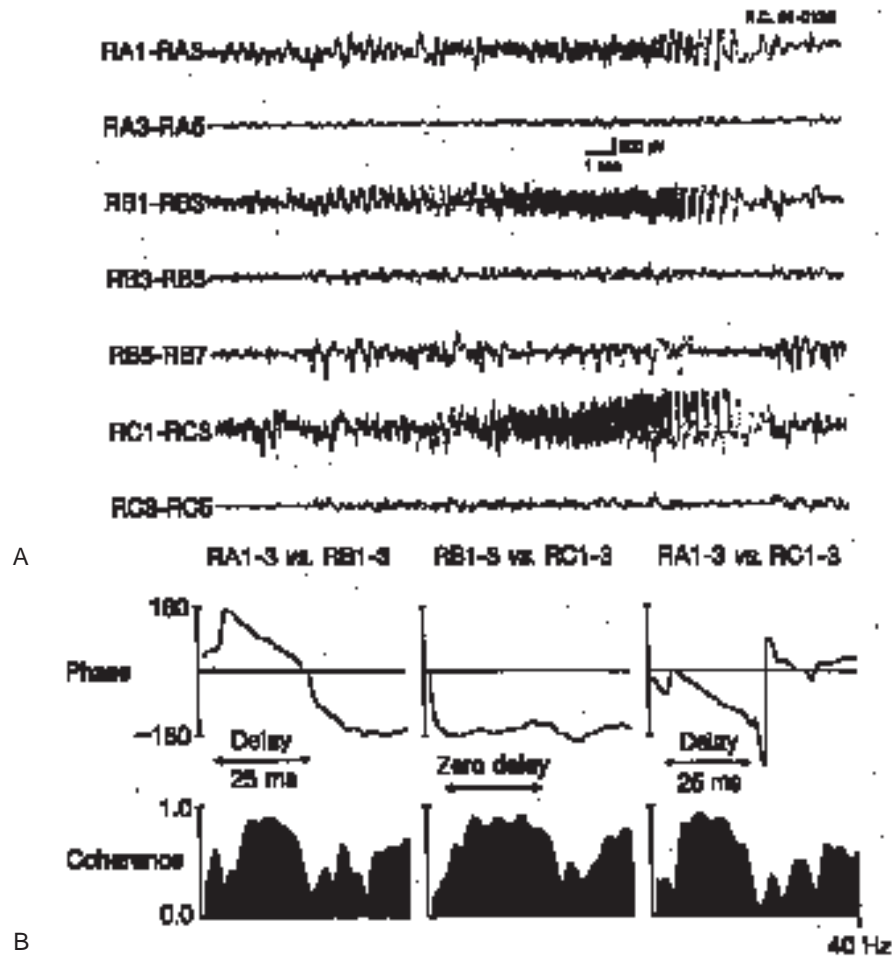 RA1-RA3
RA3-RA5
1 sec
RB1-RB3
RB3-RB5
RB5-RB7
RC1-RC3
RC3-RC5
A
RA1-3 vs. RB1-3 RB1-3 vs. RC1-3 RA1-3 vs. RC1-3
180
Phase
−180
Delay Zero delay Delay
25 ms 25 ms
1.0
Coherence
0.0
B
40 Hz